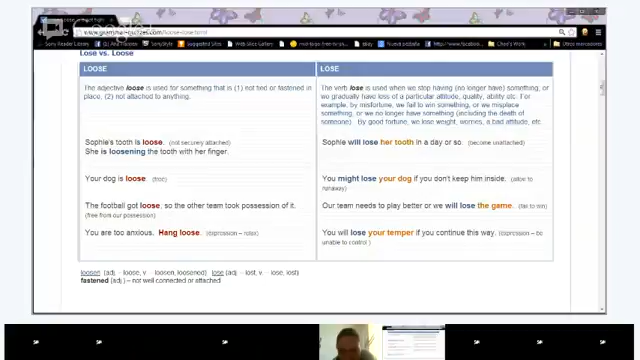 Lose vs. Loose
LOOSE
The adjective loose is used for something that is (1) not tied or fastened in
place, (2) not attached to anything.
Sophie's tooth is loose. (not securely attached)
She is loosening the tooth with her finger.
Your dog is loose (free)
The football got loose, so the other team took possession of it.
(free from our possession)
You are too anxious. Hang loose. (expression – relax)
LOSE
The verb lose is used when we stop having (no longer have) something, or
we gradually have loss of a particular attitude, quality, ability etc. For
example, by misfortune, we fail to win something, or we misplace
something, or we no longer have something (including the death of
someone). By good fortune, we lose weight, worries, a bad attitude, etc.
Sophie will lose her tooth in a day or so. (become unattached)
You might lose your dog if you don't keep him inside.
runaway)
Our team needs to play better or we will lose the game. (fail to win)
You will lose your temper if you continue this way. (expression – be
unable to control)
loosen (adj. – loose, v. – loosen, loosened) lose (adj. – lost, v. – lose, lost)
fastened (adj.) – not well connected or attached